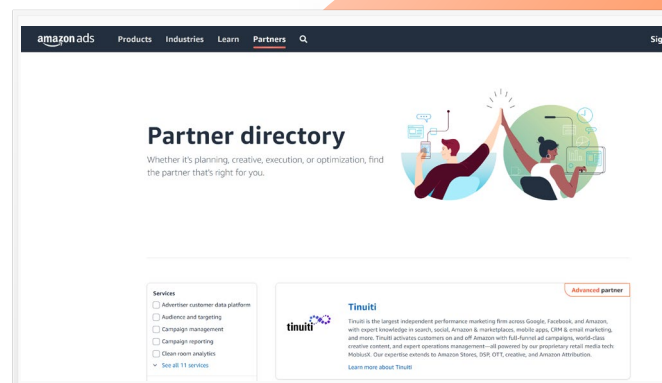 amazon ads Products Industries Learn Partners
Partner directory
Whether it's planning, creative, execution, or optimization, find
the partner that's right for you.
Services
Advertiser customer data platform
Audience and targeting
Campaign management
Campaign reporting
Clean room analytics
See all 11 services
Advanced partner
tinuiti
Tinuiti
Tinuiti is the largest independent performance marketing firm across Google, Facebook, and Amazon,
with expert knowledge in search, social, Amazon & marketplaces, mobile apps, CRM & email marketing,
and more. Tinuiti activates customers on and off Amazon with full-funnel ad campaigns, world-class
creative content, and expert operations management—all powered by our proprietary retail media tech:
MobiusX. Our expertise extends to Amazon Stores, DSP, OTT, creative, and Amazon Attribution.
Learn more about Tinuiti